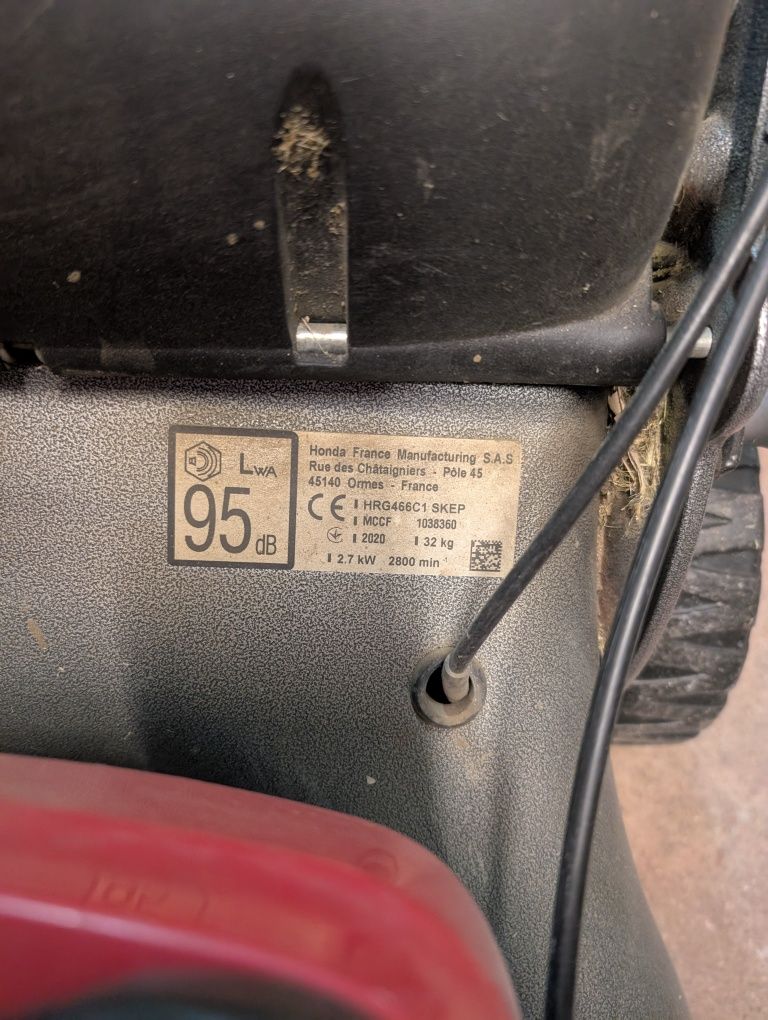 LWA
95 dB
Honda France Manufacturing S.A.S
Rue des Châtaigniers - Pôle 45
45140 Ormes - France
CE
HRG466C1 SKEP
MCCF 1038360
2020 32 kg
2.7 kW 2800 min⁻¹